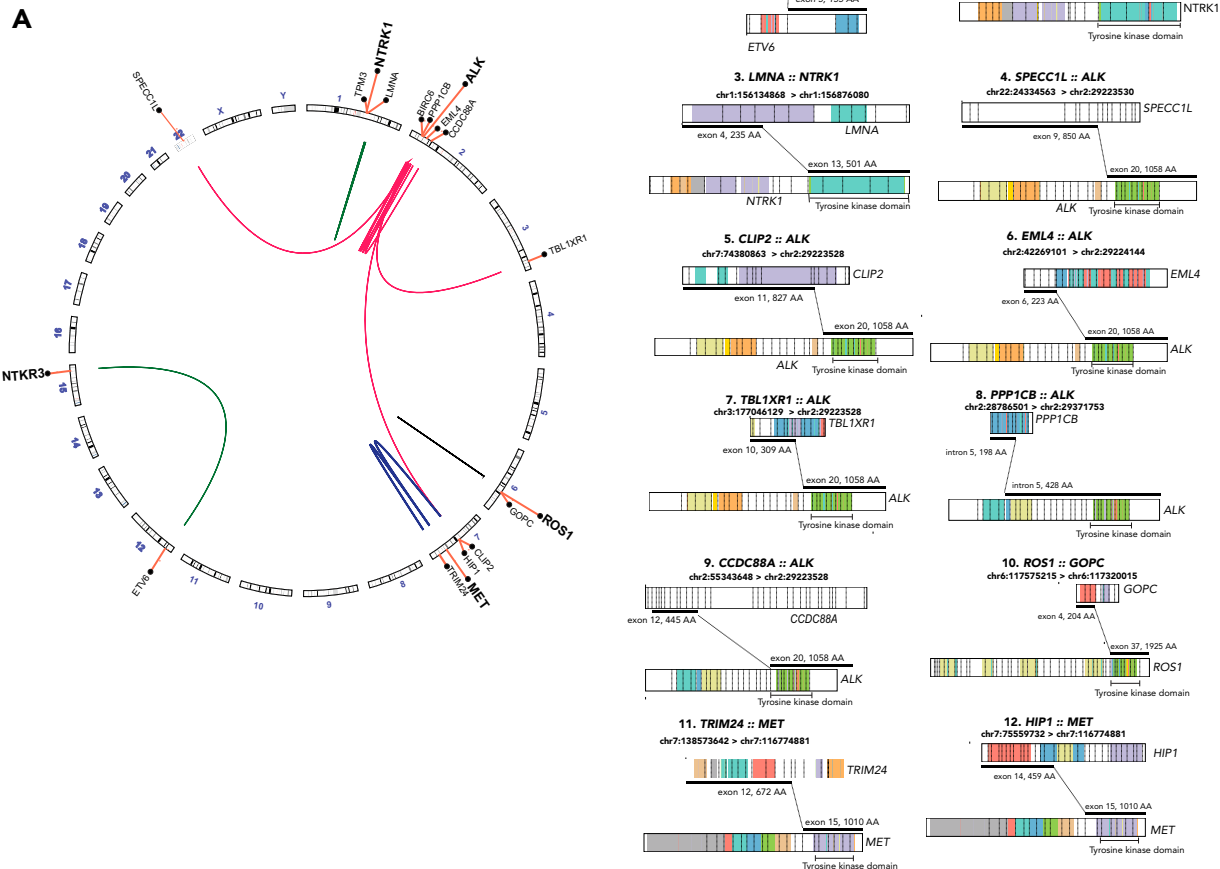 A
NTRK1
TPM3
LMNA
ALK
BIRC6
PPP1CB
EML4
CCDC88A
SPECC1L
TBL1XR1
NTKR3
ETV6
GOPC
ROS1
CLIP2
HIP1
MET
TRIM24
1
2
3
4
5
6
7
8
9
10
11
12
13
14
15
16
17
18
19
20
21
22
X
Y
ETV6
NTRK1
Tyrosine kinase domain
3. LMNA :: NTRK1
chr1:156134868 > chr1:156876080
LMNA
exon 4, 235 AA
exon 13, 501 AA
NTRK1
Tyrosine kinase domain
4. SPECC1L :: ALK
chr22:24334563 > chr2:29223530
SPECC1L
exon 9, 850 AA
exon 20, 1058 AA
ALK
Tyrosine kinase domain
5. CLIP2 :: ALK
chr7:74380863 > chr2:29223528
CLIP2
exon 11, 827 AA
exon 20, 1058 AA
ALK
Tyrosine kinase domain
6. EML4 :: ALK
chr2:42269101 > chr2:29224144
EML4
exon 6, 223 AA
exon 20, 1058 AA
ALK
Tyrosine kinase domain
7. TBL1XR1 :: ALK
chr3:177046129 > chr2:29223528
TBL1XR1
exon 10, 309 AA
exon 20, 1058 AA
ALK
Tyrosine kinase domain
8. PPP1CB :: ALK
chr2:28786501 > chr2:29371753
PPP1CB
intron 5, 198 AA
intron 5, 428 AA
ALK
Tyrosine kinase domain
9. CCDC88A :: ALK
chr2:55343648 > chr2:29223528
exon 12, 445 AA
CCDC88A
exon 20, 1058 AA
ALK
Tyrosine kinase domain
10. ROS1 :: GOPC
chr6:117575215 > chr6:117320015
GOPC
exon 4, 204 AA
exon 37, 1925 AA
ROS1
Tyrosine kinase domain
11. TRIM24 :: MET
chr7:138573642 > chr7:116774881
TRIM24
exon 12, 672 AA
exon 15, 1010 AA
MET
Tyrosine kinase domain
12. HIP1 :: MET
chr7:75559732 > chr7:116774881
HIP1
exon 14, 459 AA
exon 15, 1010 AA
MET
Tyrosine kinase domain